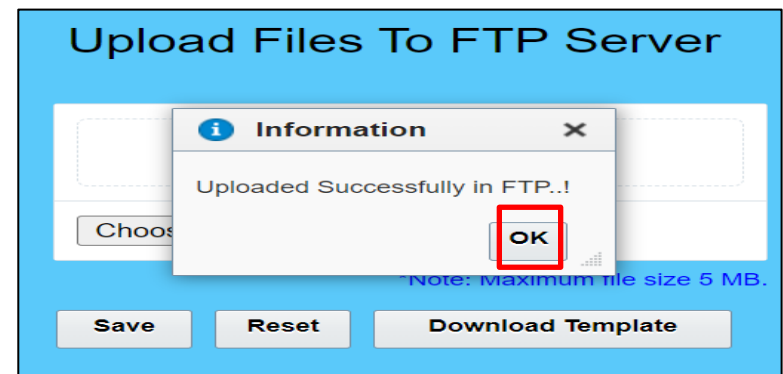 Upload Files To FTP Server
Information
Uploaded Successfully in FTP..!
OK
Choos
*Note: Maximum file size 5 MB.
Save Reset Download Template